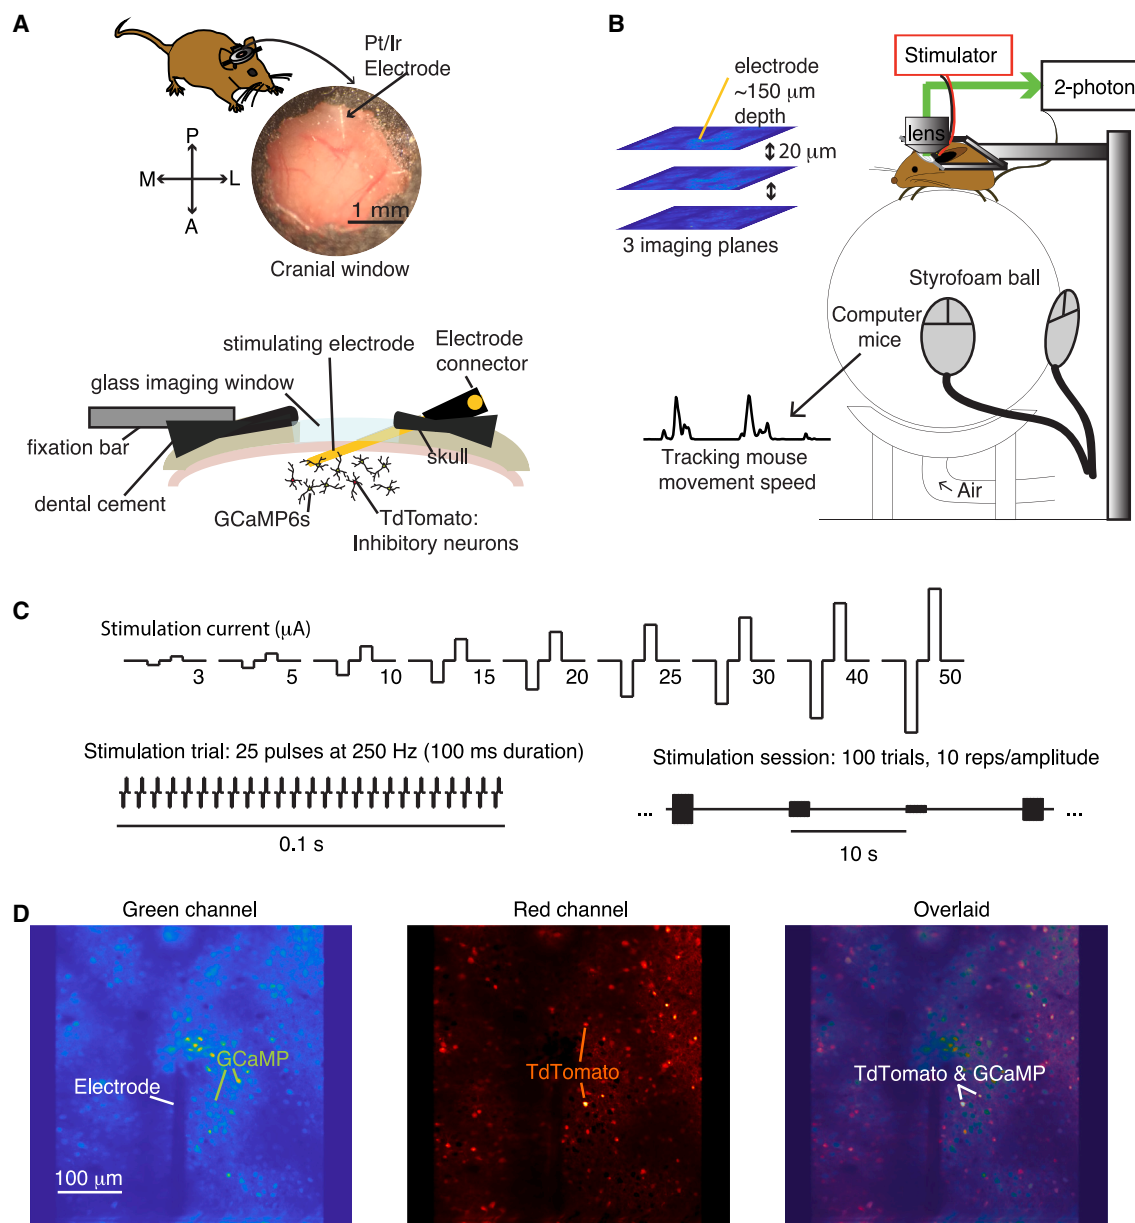 A
Pt/Ir
Electrode
P
M
L
A
1 mm
Cranial window
stimulating electrode
Electrode
connector
glass imaging window
fixation bar
skull
dental cement
GCaMP6s
TdTomato:
Inhibitory neurons
B
Stimulator
electrode
~150 μm
depth
2-photon
lens
20 μm
3 imaging planes
Styrofoam ball
Computer
mice
Tracking mouse
movement speed
Air
C
Stimulation current (μA)
3 5 10 15 20 25 30 40 50
Stimulation trial: 25 pulses at 250 Hz (100 ms duration)
0.1 s
Stimulation session: 100 trials, 10 reps/amplitude
... ...
10 s
D
Green channel
Red channel
Overlaid
GCaMP
Electrode
100 μm
TdTomato
TdTomato & GCaMP